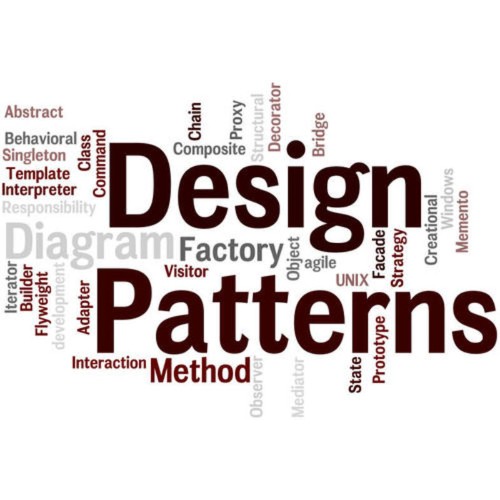 Abstract
Behavioral
Singleton
Template
Interpreter
Responsibility
Class
Command
Chain
Composite
Proxy
Structural
Decorator
Bridge
Design
Diagram
Factory
Visitor
Object
agile
UNIX
Facade
Strategy
Creational
Windows
Memento
Iterator
Builder
Flyweight
development
Adapter
Patterns
Interaction
Method
Observer
Mediator
State
Prototype